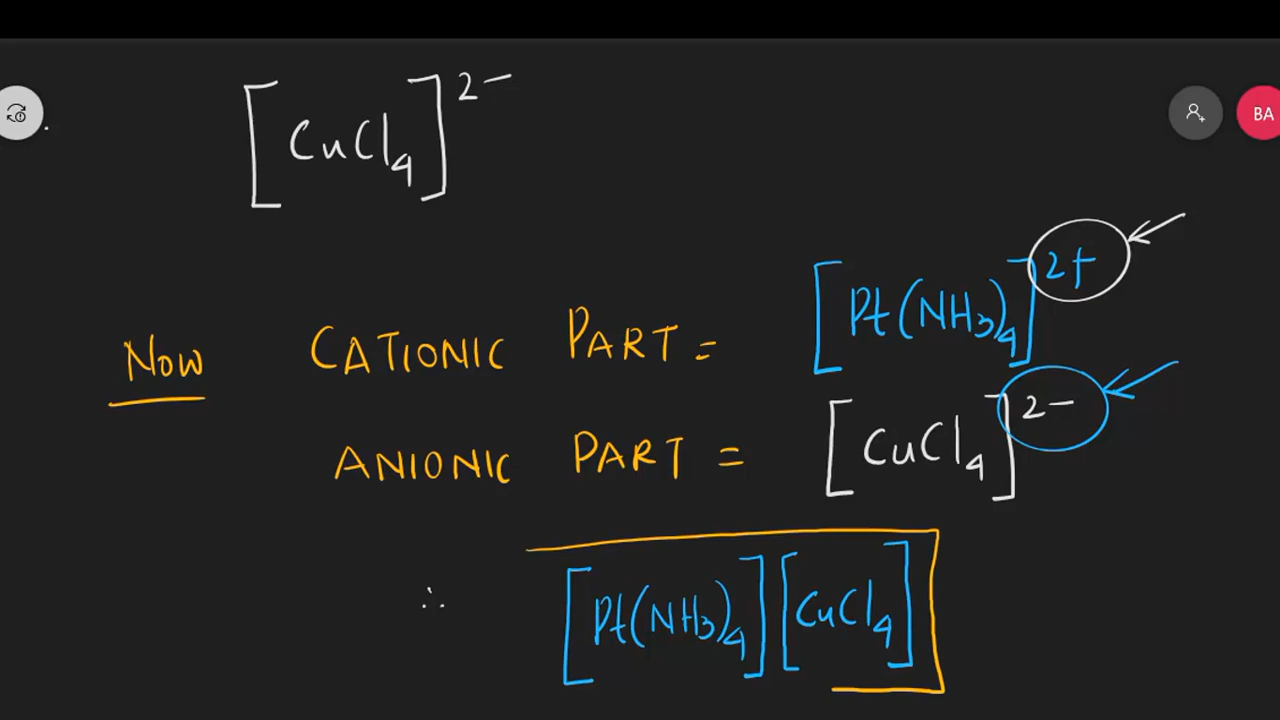 [CuCl4]2-
BA
Now CATIONIC PART = [Pt(NH3)4]2+
ANIONIC PART = [CuCl4]2-
∴ [Pt(NH3)4][CuCl4]